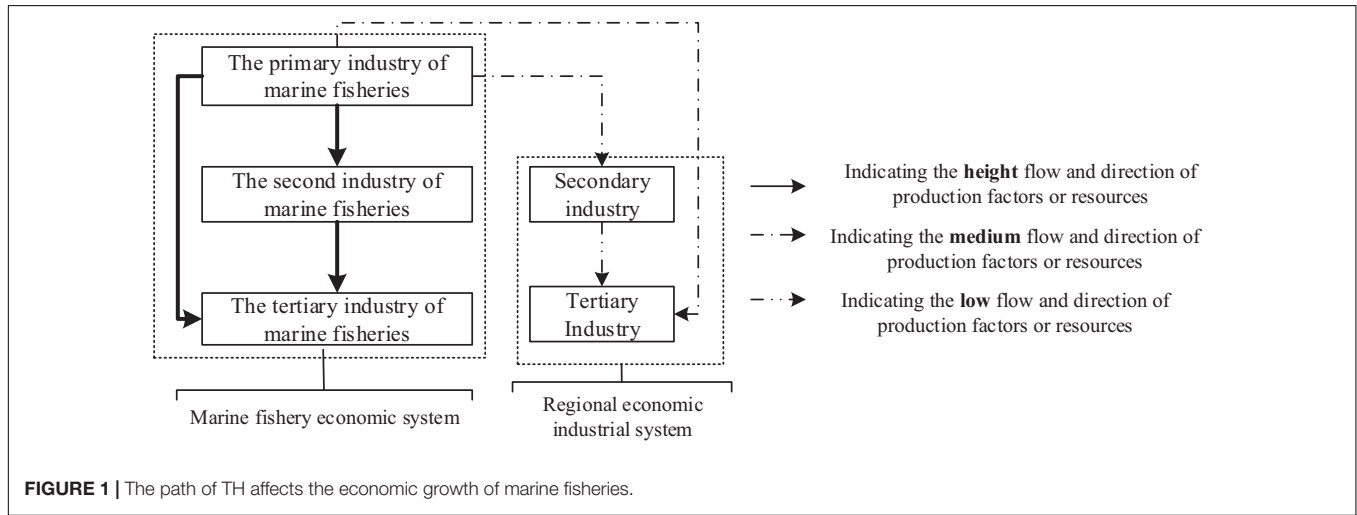 The primary industry of
marine fisheries
The second industry of
marine fisheries
The tertiary industry of
marine fisheries
Marine fishery economic system
Secondary
industry
Tertiary
Industry
Regional economic
industrial system
Indicating the height flow and direction of
production factors or resources
Indicating the medium flow and direction of
production factors or resources
Indicating the low flow and direction of
production factors or resources
FIGURE 1 | The path of TH affects the economic growth of marine fisheries.